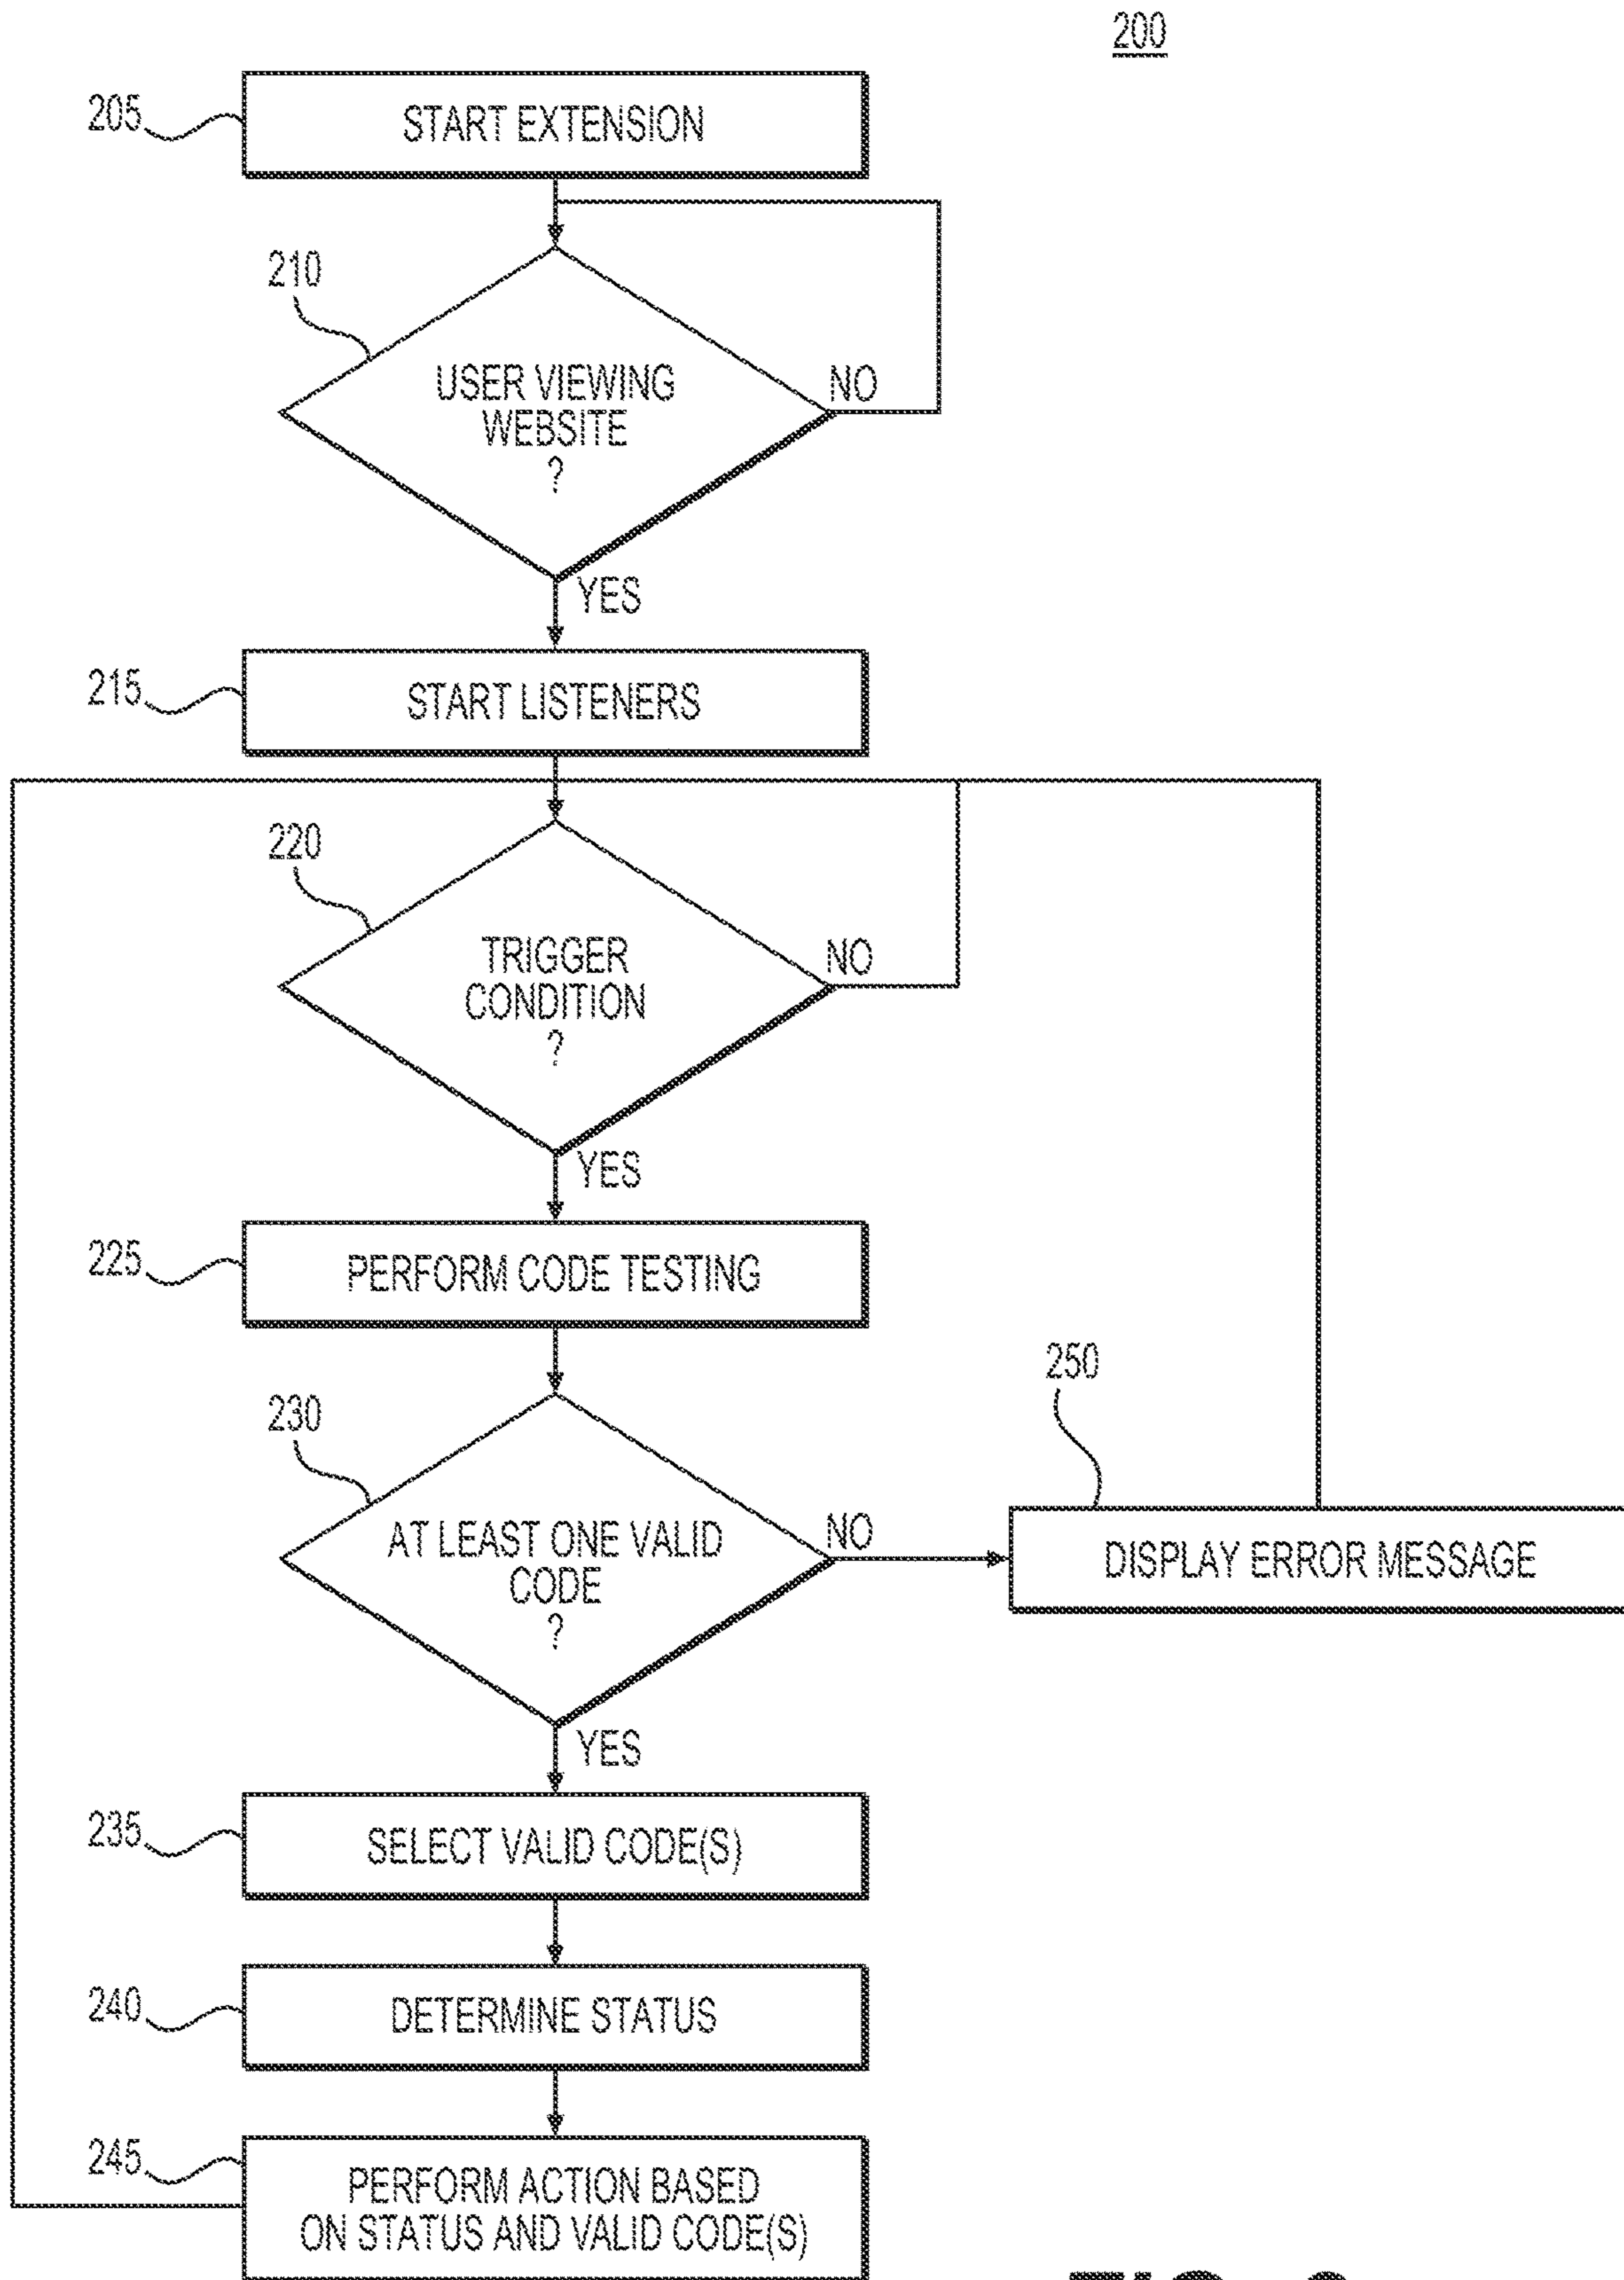 200
205
START EXTENSION
210
USER VIEWING
WEBSITE
?
NO
YES
215
START LISTENERS
220
TRIGGER
CONDITION
?
NO
YES
225
PERFORM CODE TESTING
230
AT LEAST ONE VALID
CODE
?
NO
250
DISPLAY ERROR MESSAGE
YES
235
SELECT VALID CODE(S)
240
DETERMINE STATUS
245
PERFORM ACTION BASED
ON STATUS AND VALID CODE(S)